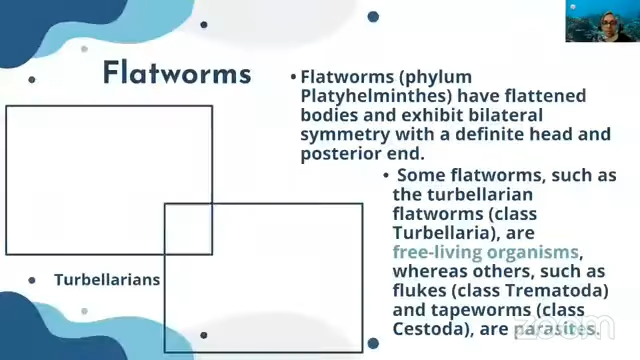 Flatworms
• Flatworms (phylum
Platyhelminthes) have flattened
bodies and exhibit bilateral
symmetry with a definite head and
posterior end.
• Some flatworms, such as
the turbellarian
flatworms (class
Turbellaria), are
free-living organisms,
whereas others, such as
flukes (class Trematoda)
and tapeworms (class
Cestoda), are parasites.
• Turbellarians
zoom